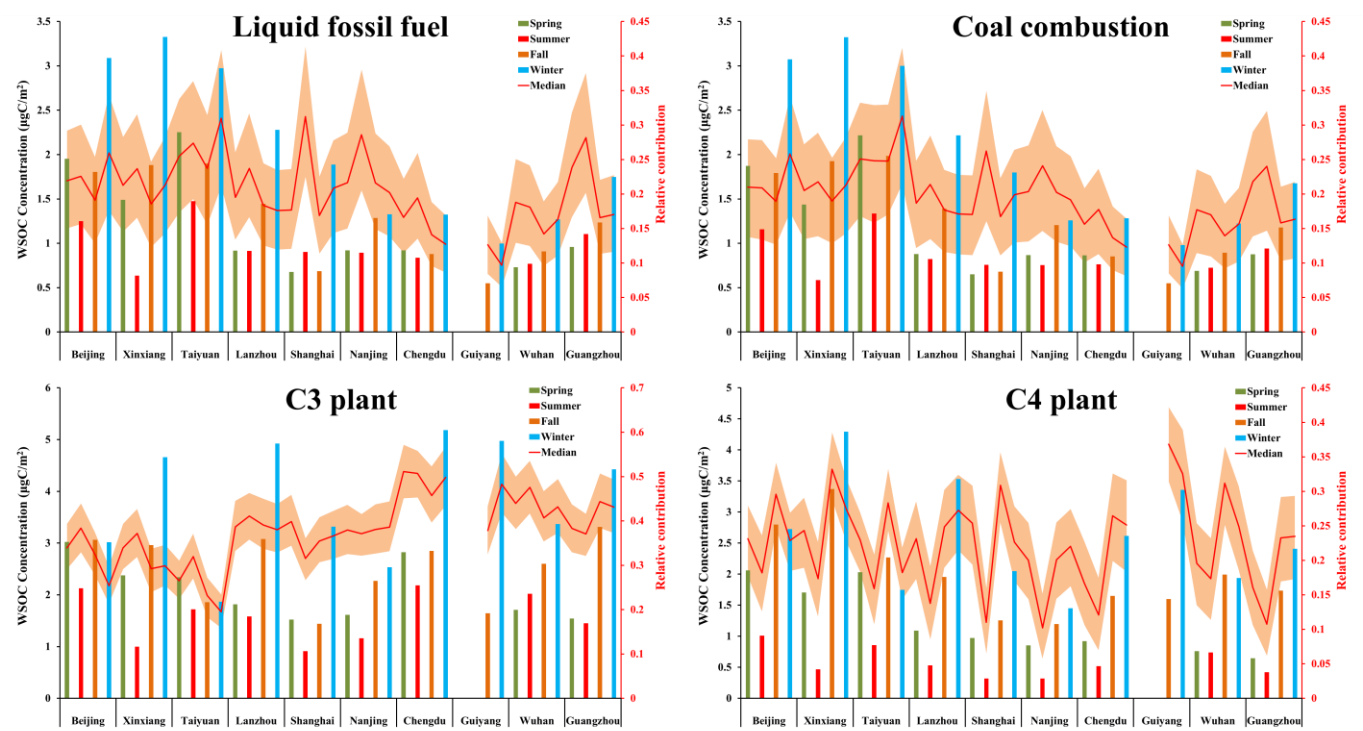 Liquid fossil fuel
WSOC Concentration (μgC/m²)
3.5
3
2.5
2
1.5
1
0.5
0
Spring
Summer
Fall
Winter
Median
0.45
0.4
0.35
0.3
0.25
0.2
0.15
0.1
0.05
0
Relative contribution
Beijing Xinxiang Taiyuan Lanzhou Shanghai Nanjing Chengdu Guiyang Wuhan Guangzhou
Coal combustion
WSOC Concentration (μgC/m²)
3.5
3
2.5
2
1.5
1
0.5
0
Spring
Summer
Fall
Winter
Median
0.45
0.4
0.35
0.3
0.25
0.2
0.15
0.1
0.05
0
Relative contribution
Beijing Xinxiang Taiyuan Lanzhou Shanghai Nanjing Chengdu Guiyang Wuhan Guangzhou
C3 plant
WSOC Concentration (μgC/m²)
6
5
4
3
2
1
0
Spring
Summer
Fall
Winter
Median
0.7
0.6
0.5
0.4
0.3
0.2
0.1
0.0
Relative contribution
Beijing Xinxiang Taiyuan Lanzhou Shanghai Nanjing Chengdu Guiyang Wuhan Guangzhou
C4 plant
WSOC Concentration (μgC/m²)
5
4.5
4
3.5
3
2.5
2
1.5
1
0.5
0
Spring
Summer
Fall
Winter
Median
0.45
0.4
0.35
0.3
0.25
0.2
0.15
0.1
0.05
0
Relative contribution
Beijing Xinxiang Taiyuan Lanzhou Shanghai Nanjing Chengdu Guiyang Wuhan Guangzhou